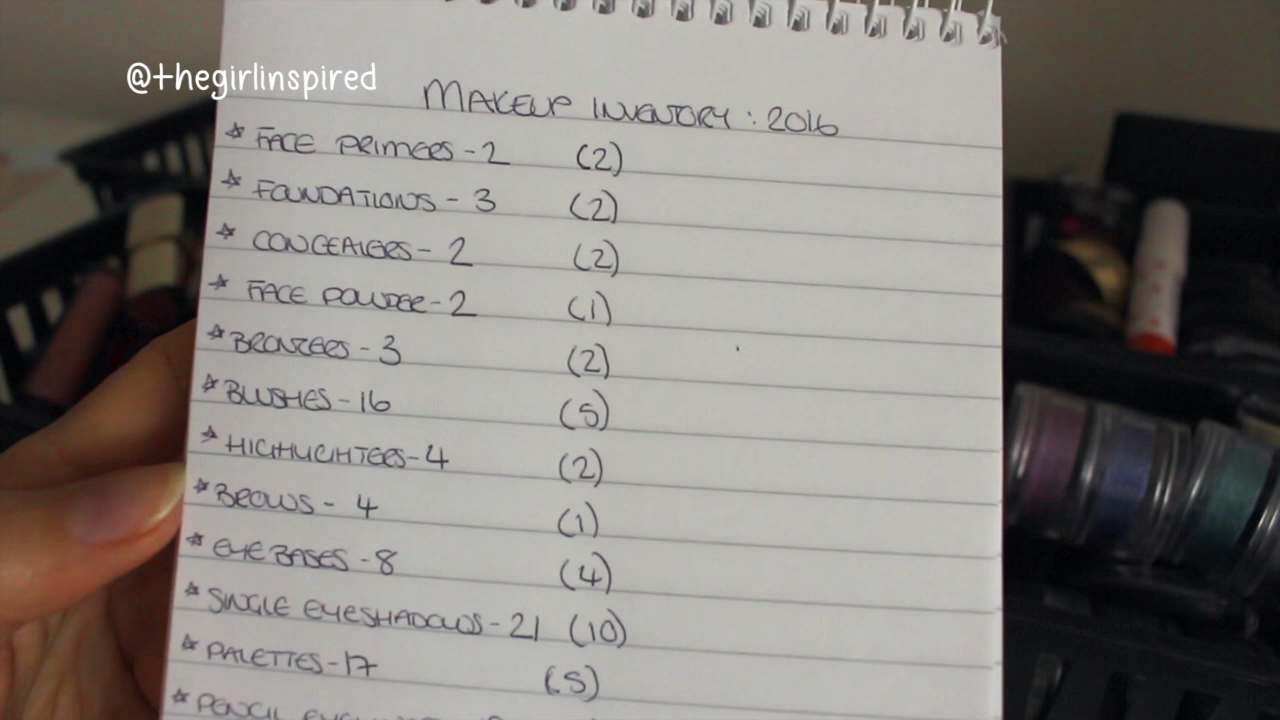 @thegirlinspired
MAKEUP INVENTORY : 2016
* FACE PRIMERS - 2 (2)
* FOUNDATIONS - 3 (2)
* CONCEALERS - 2 (2)
* FACE POWDER - 2 (1)
* BRONZERS - 3 (2)
* BLUSHES - 16 (5)
* HIGHLIGHTERS - 4 (2)
* BROWS - 4 (1)
* EYE BASES - 8 (4)
* SINGLE EYESHADOWS - 21 (10)
* PALETTES - 17 (5)
* PENCIL